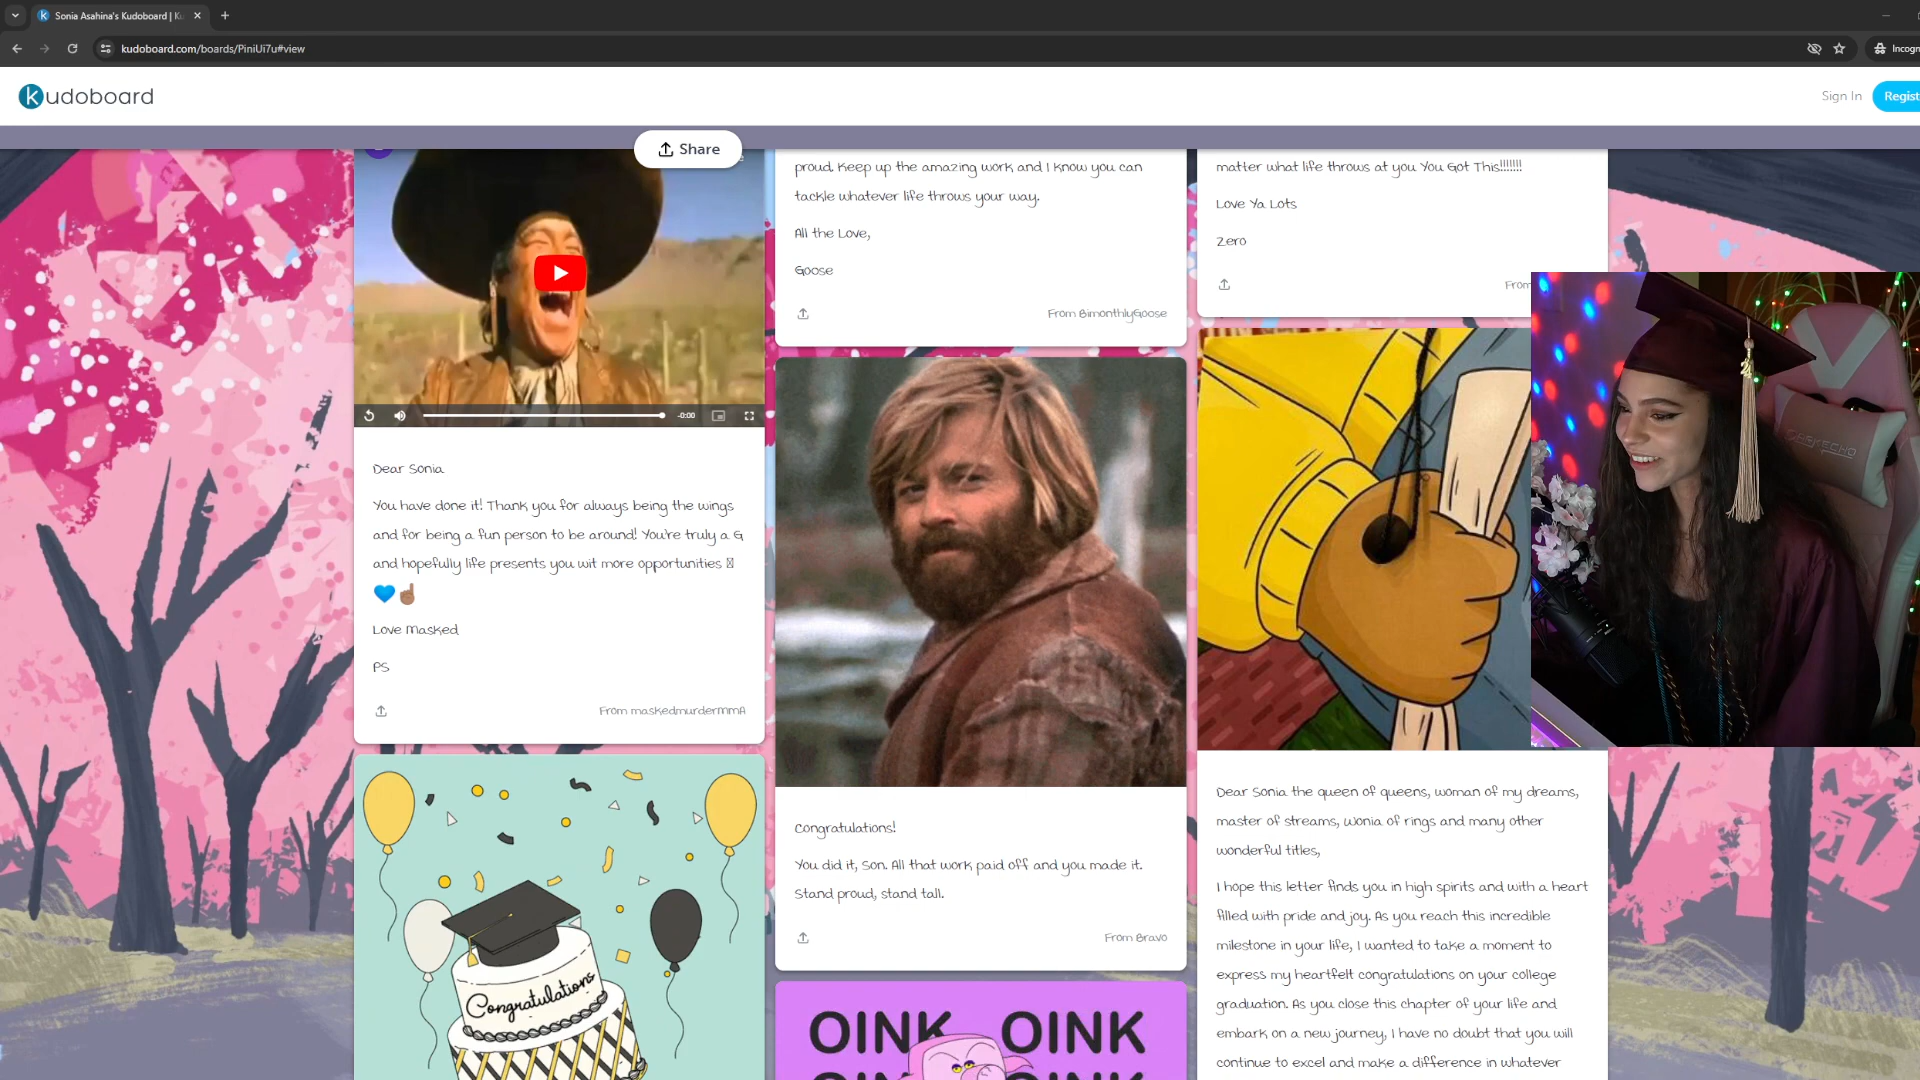 Sonia Asahina's Kudoboard | Ku
kudoboard.com/boards/PiniUi7u#view
Incogn
kudoboard
Sign In
Regist
Share
-0:00
Dear Sonia
You have done it! Thank you for always being the wings
and for being a fun person to be around! You're truly a G
and hopefully life presents you wit more opportunities
💙☝🏽
Love Masked
PS
From maskedmurdermmA
Congratulations
proud. Keep up the amazing work and I know you can
tackle whatever life throws your way.
All the Love,
Goose
From BimonthlyGoose
Congratulations!
You did it, Son. All that work paid off and you made it.
Stand proud, stand tall.
From Bravo
OINK OINK
matter what life throws at you You Got This!!!!!!!
Love Ya Lots
Zero
From
Dear Sonia the queen of queens, woman of my dreams,
master of streams, wonia of rings and many other
wonderful titles,
I hope this letter finds you in high spirits and with a heart
filled with pride and joy. As you reach this incredible
milestone in your life, I wanted to take a moment to
express my heartfelt congratulations on your college
graduation. As you close this chapter of your life and
embark on a new journey, I have no doubt that you will
continue to excel and make a difference in whatever
24